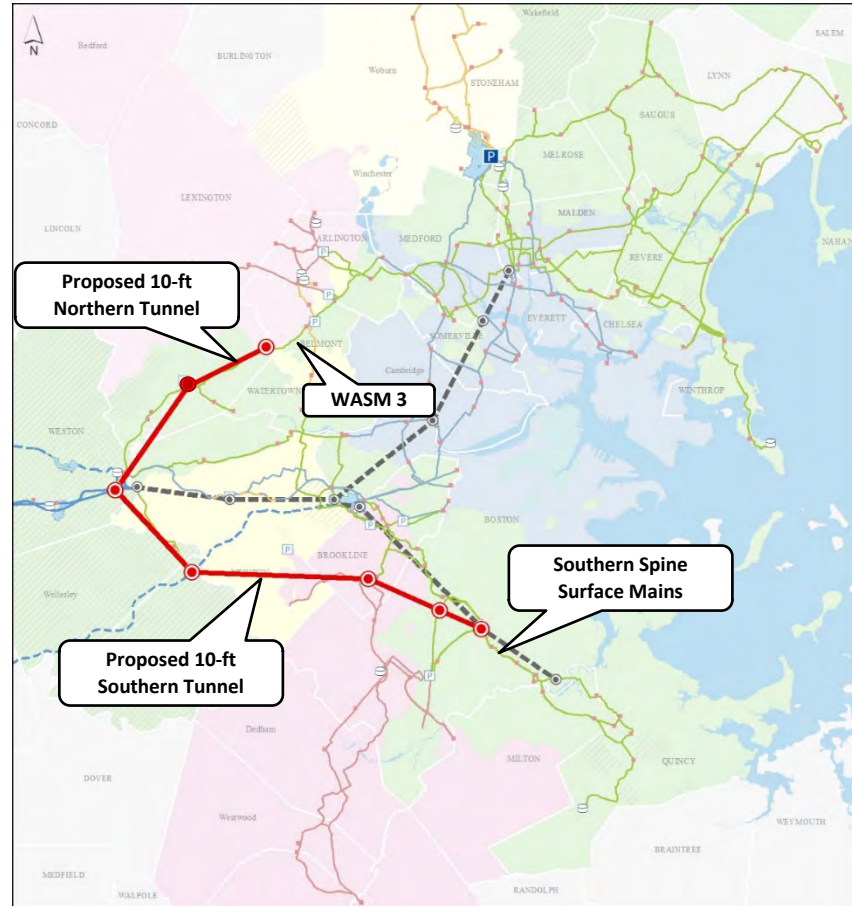 Wakefield
SALEM
N
Bedford
BURLINGTON
Woburn
STONEHAM
LYNN
SAUGUS
CONCORD
P
MELROSE
Winchester
LEXINGTON
LINCOLN
ARLINGTON
MEDFORD
MALDEN
NAHAN
P
REVERE
Proposed 10-ft
Northern Tunnel
EVERETT
CHELSEA
P
SOMERVILLE
BELMONT
Cambridge
WATERTOWN
WASM 3
WINTHROP
WESTON
BOSTON
P
P
P
BROOKLINE
Southern Spine
Surface Mains
Wellesley
Proposed 10-ft
Southern Tunnel
P
Dedham
MILTON
QUINCY
DOVER
Westwood
WEYMOUTH
BRAINTREE
MEDFIELD
RANDOLPH
WALPOLE